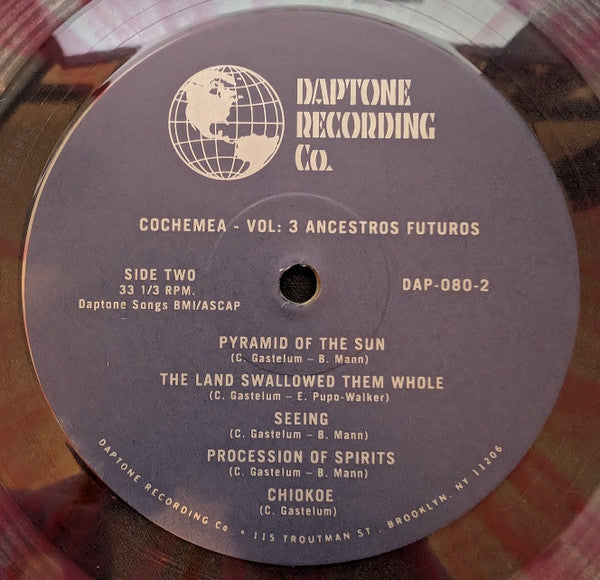 DAPTONE
RECORDING
Co.
COCHEMEA - VOL: 3 ANCESTROS FUTUROS
SIDE TWO
33 1/3 RPM.
Daptone Songs BMI/ASCAP
DAP-080-2
PYRAMID OF THE SUN
(C. Gastelum – B. Mann)
THE LAND SWALLOWED THEM WHOLE
(C. Gastelum – E. Pupo-Walker)
SEEING
(C. Gastelum – B. Mann)
PROCESSION OF SPIRITS
(C. Gastelum – B. Mann)
CHIOKOE
(C. Gastelum)
DAPTONE RECORDING Co. • 115 TROUTMAN ST., BROOKLYN, NY 11206